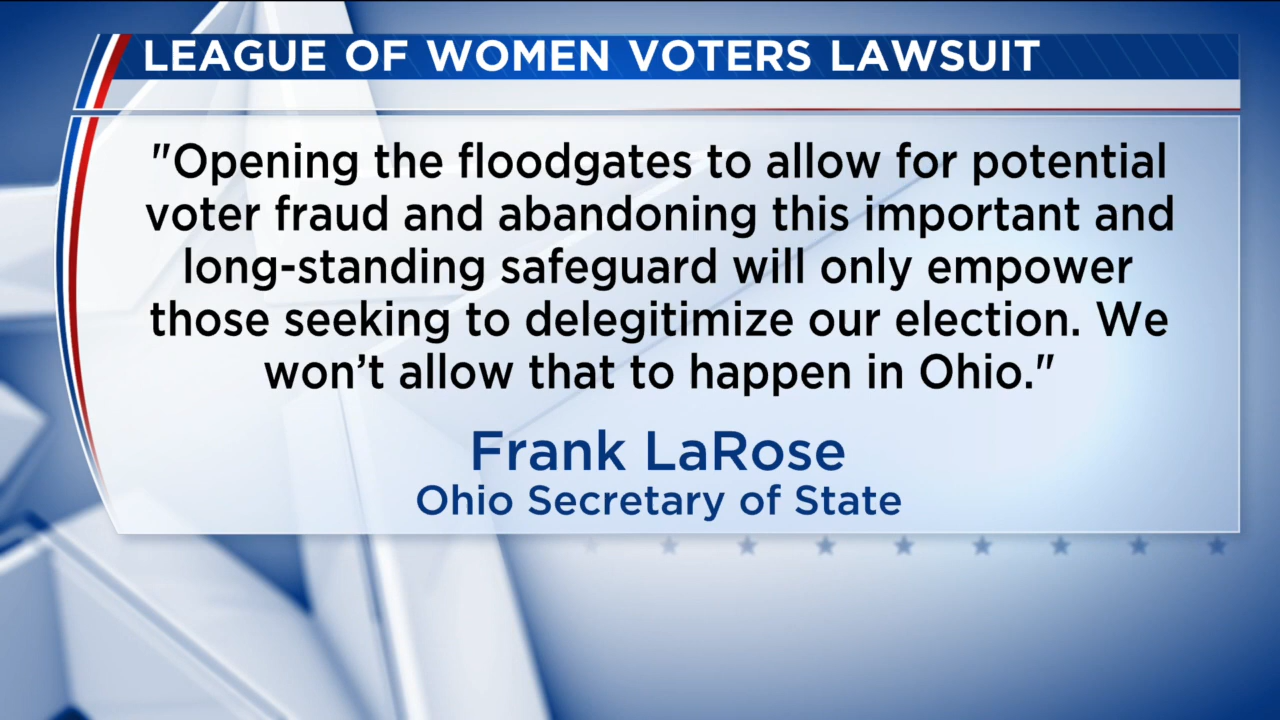 LEAGUE OF WOMEN VOTERS LAWSUIT
"Opening the floodgates to allow for potential
voter fraud and abandoning this important and
long-standing safeguard will only empower
those seeking to delegitimize our election. We
won’t allow that to happen in Ohio."
Frank LaRose
Ohio Secretary of State